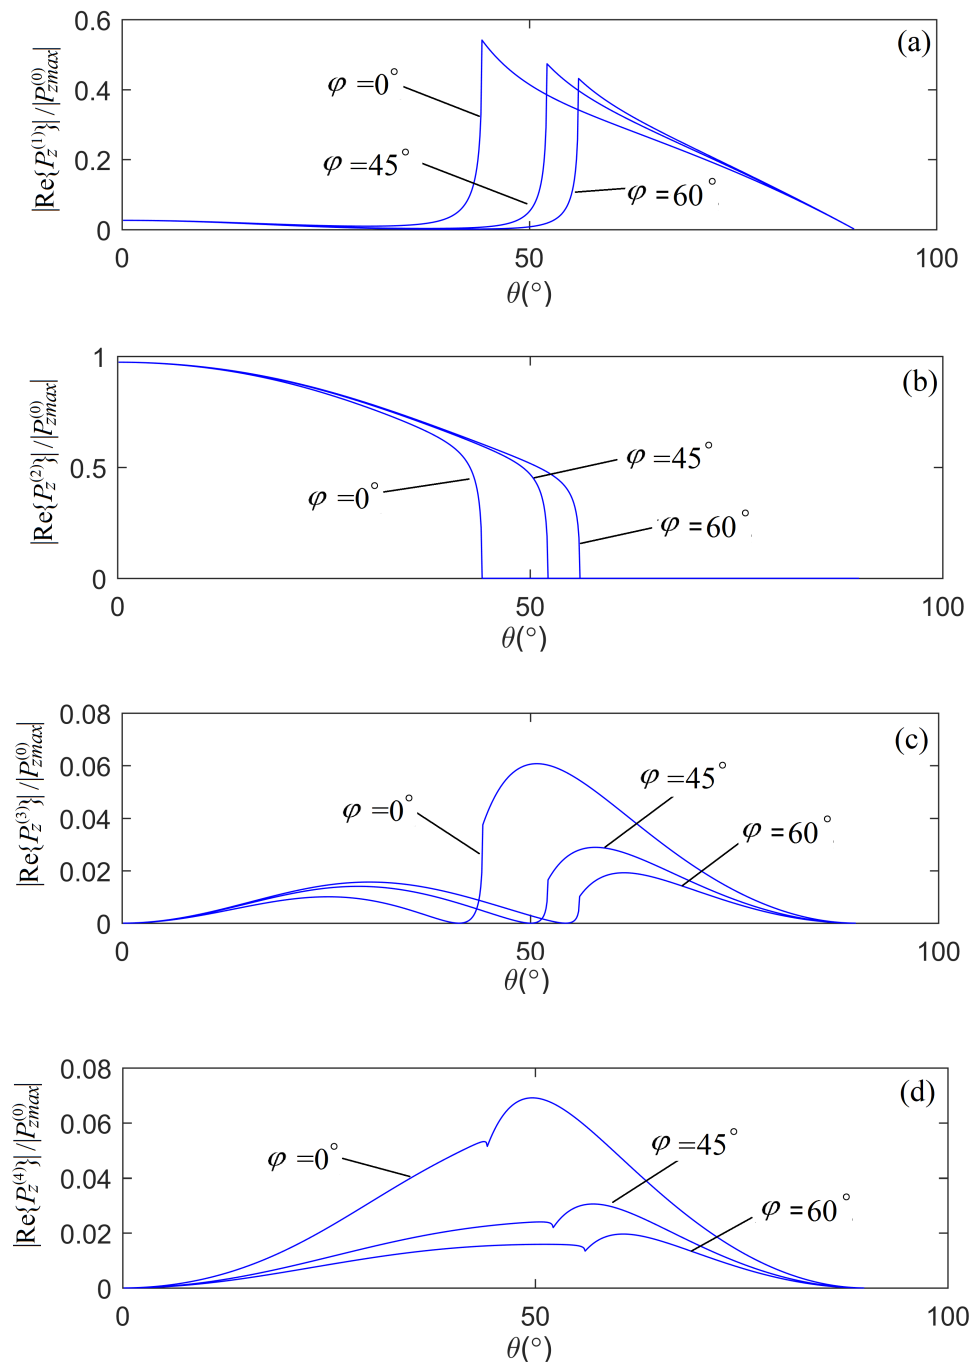 0.6
(a)
0.4
φ=0°
0.2
φ=45°
φ=60°
0
0
50
100
θ(°)
|Re{P_z^(1)}|/|P_zmax^(0)|
1
(b)
φ=45°
0.5
φ=0°
φ=60°
0
0
50
100
θ(°)
|Re{P_z^(2)}|/|P_zmax^(0)|
0.08
(c)
0.06
φ=45°
φ=0°
0.04
φ=60°
0.02
0
0
50
100
θ(°)
|Re{P_z^(3)}|/|P_zmax^(0)|
0.08
(d)
0.06
φ=45°
φ=0°
0.04
φ=60°
0.02
0
0
50
100
θ(°)
|Re{P_z^(4)}|/|P_zmax^(0)|